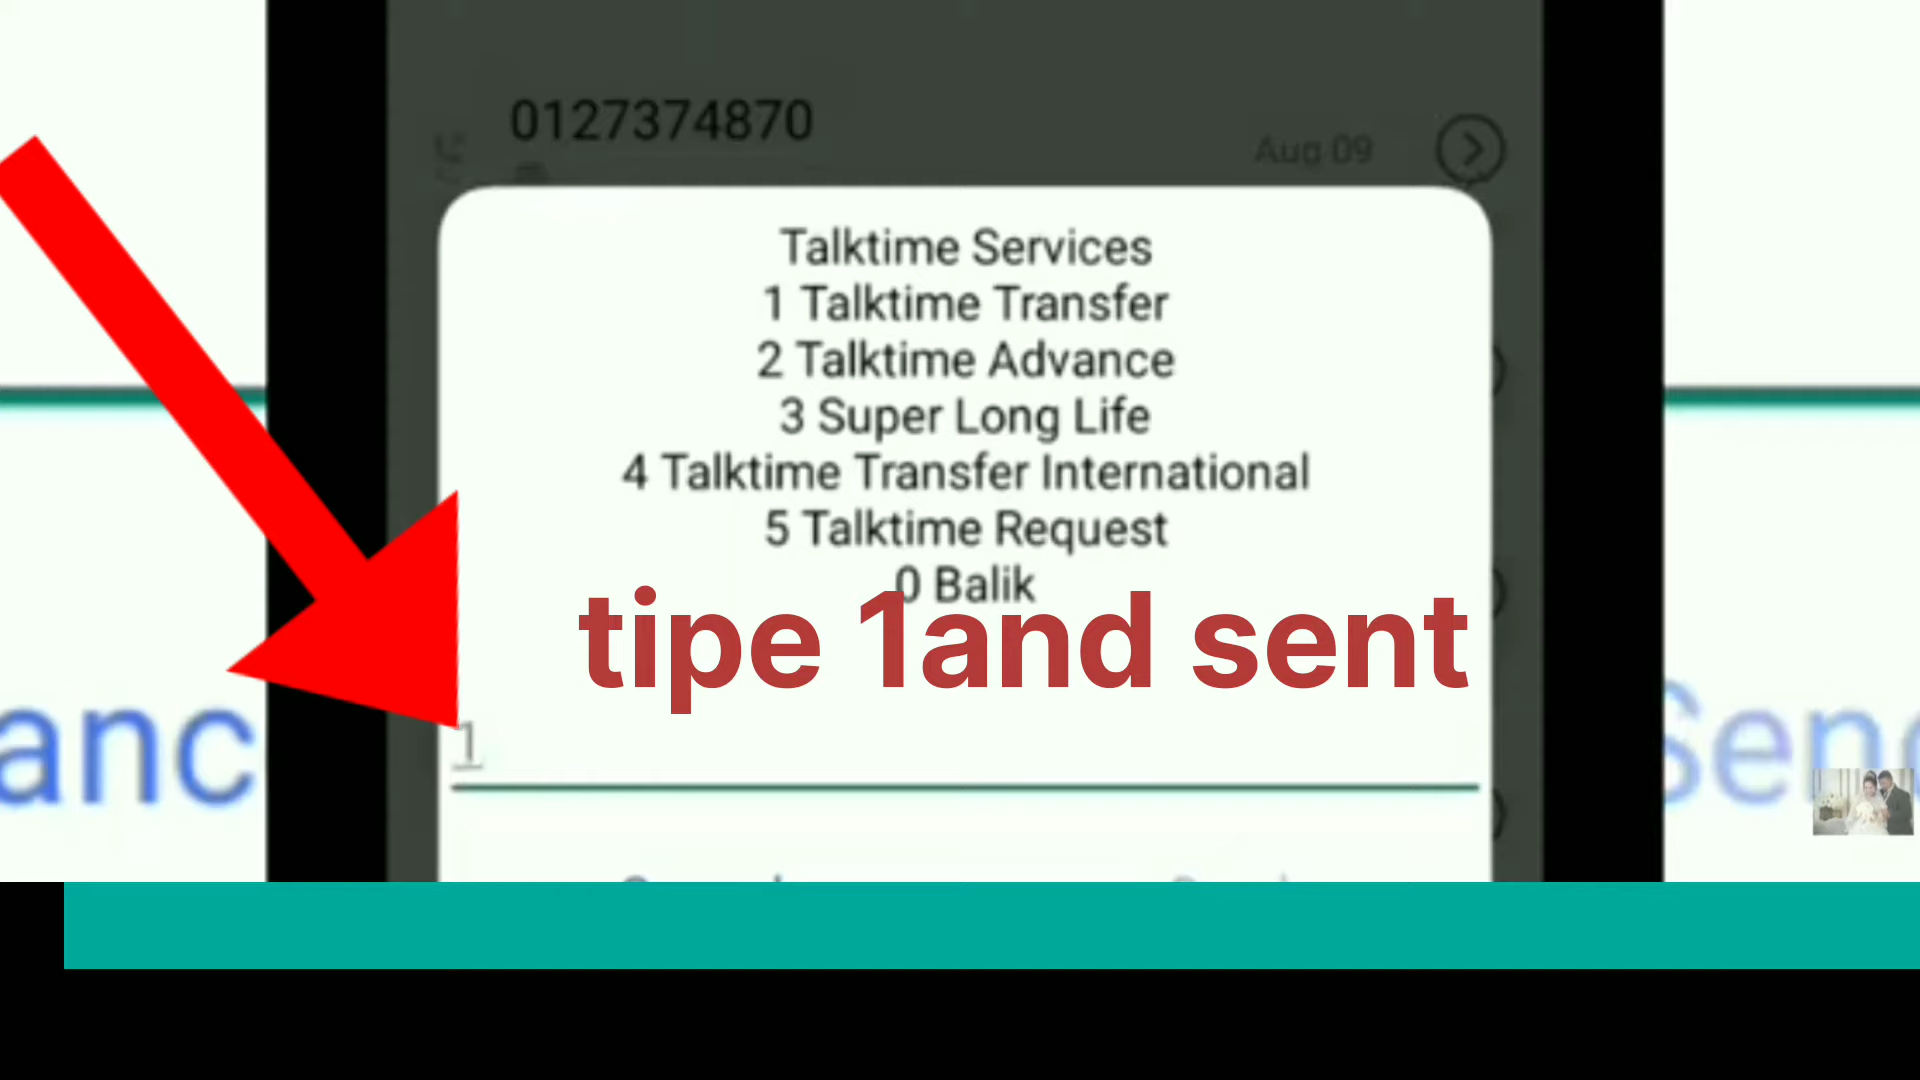 0127374870
Aug 09
Talktime Services
1 Talktime Transfer
2 Talktime Advance
3 Super Long Life
4 Talktime Transfer International
5 Talktime Request
0 Balik
tipe 1and sent
1
anc
Sen